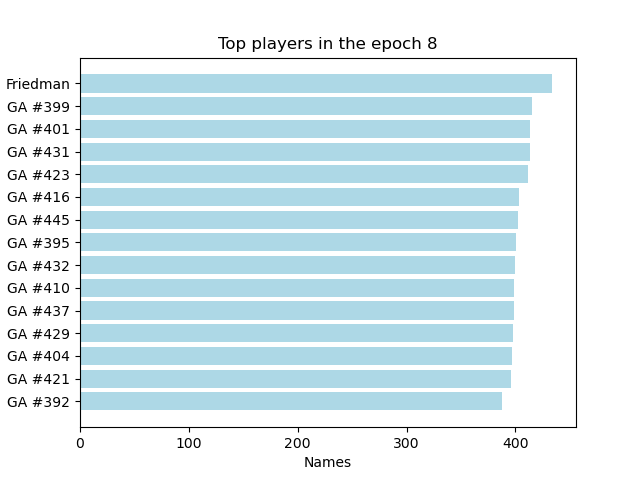 Top players in the epoch 8
Friedman
GA #399
GA #401
GA #431
GA #423
GA #416
GA #445
GA #395
GA #432
GA #410
GA #437
GA #429
GA #404
GA #421
GA #392
0 100 200 300 400
Names